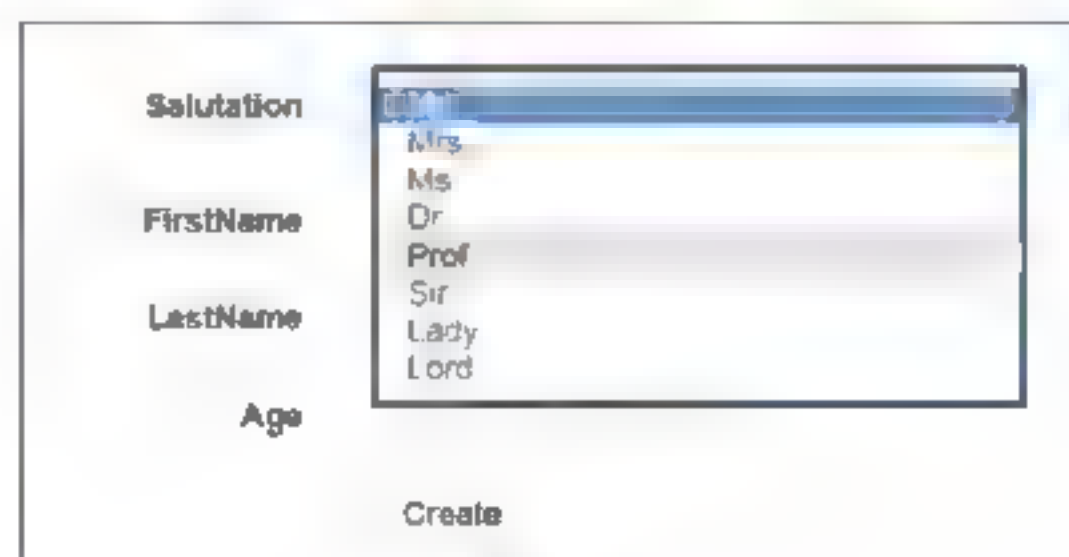 Salutation
Mrs
Ms
FirstName
Dr
Prof
Sir
LastName
Lady
Lord
Age
Create